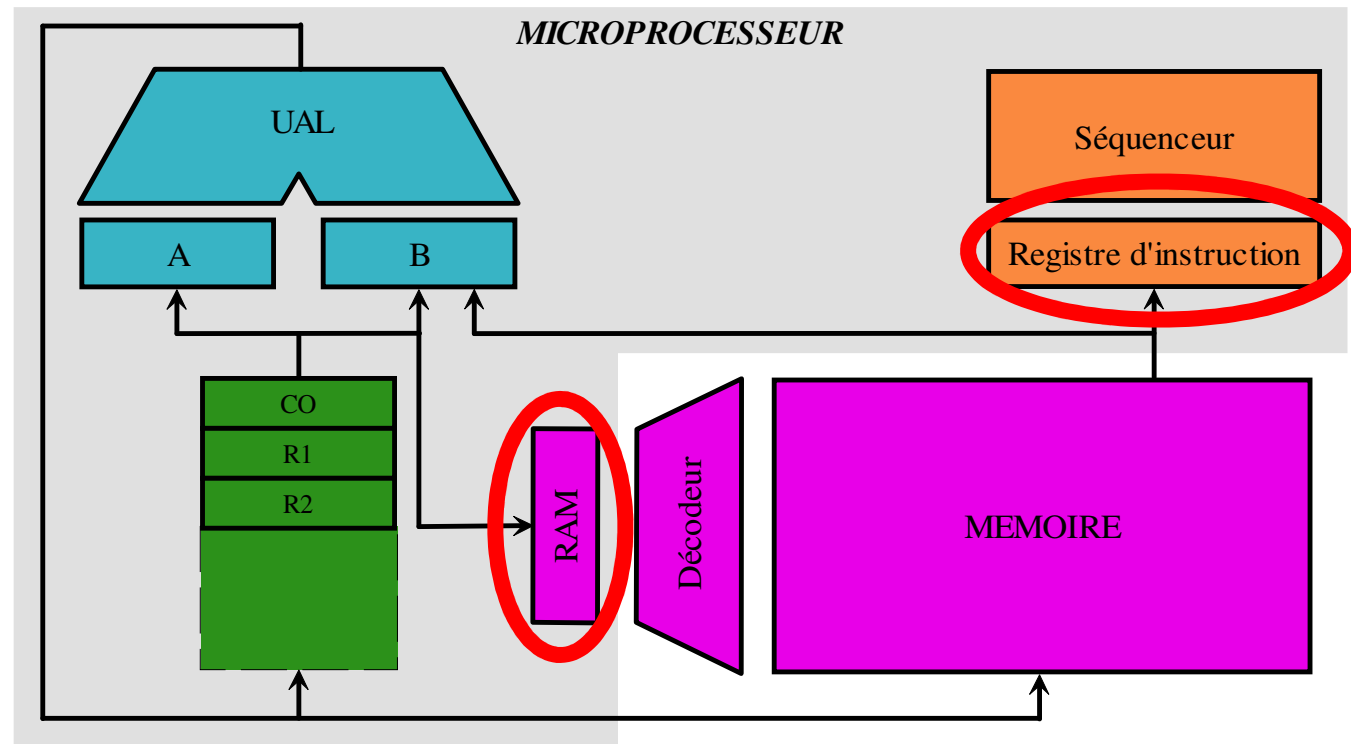 MICROPROCESSEUR
UAL
Séquenceur
A
B
Registre d'instruction
CO
R1
R2
RAM
Décodeur
MEMOIRE